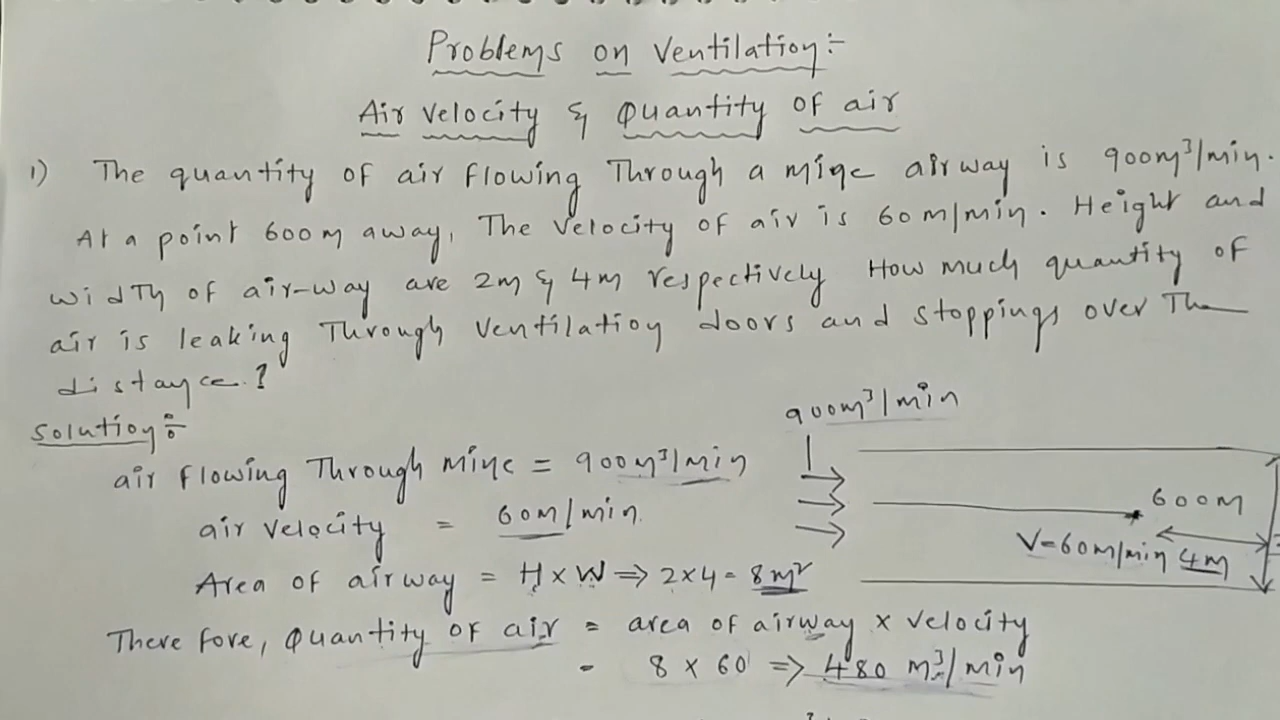 Problems on Ventilation:-
Air Velocity & Quantity of air
1) The quantity of air flowing Through a mine airway is 900m³/min.
At a point 600m away, The Velocity of air is 60 m/min. Height and
width of air-way are 2m & 4m respectively How much quantity of
air is leaking Through Ventilation doors and stoppings over The
distance.?
Solution:-
900m³/min
air flowing Through mine = 900m³/min
600m
air velocity = 60m/min.
V=60m/min 4m
Area of airway = H x W => 2x4 = 8m²
There fore, Quantity of air = area of airway x Velocity
= 8 x 60 => 480 m³/min